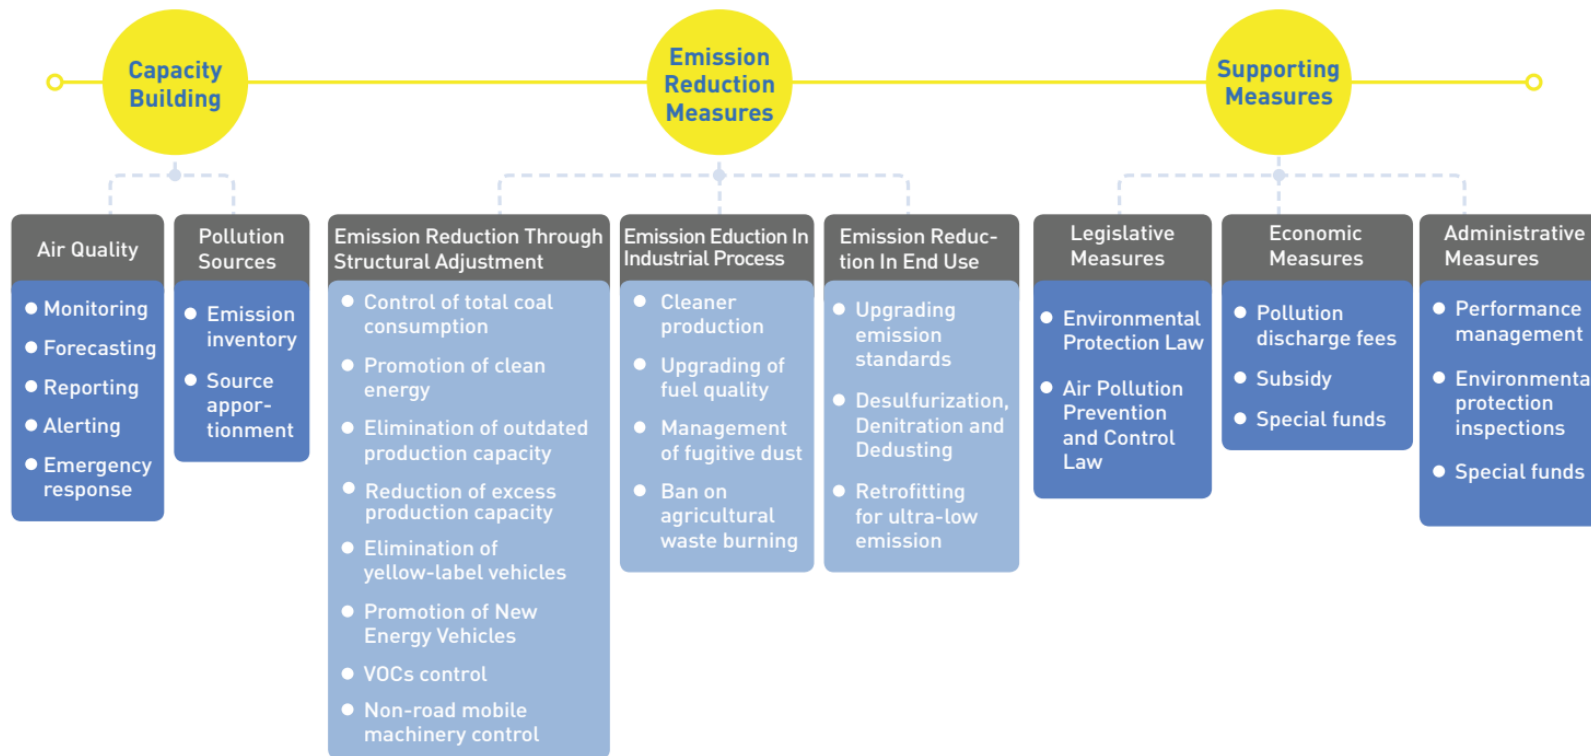 Capacity
Building
Emission
Reduction
Measures
Supporting
Measures
Air Quality
Monitoring
Forecasting
Reporting
Alerting
Emergency
response
Pollution
Sources
Emission
inventory
Source
appor-
tionment
Emission Reduction Through
Structural Adjustment
Control of total coal
consumption
Promotion of clean
energy
Elimination of outdated
production capacity
Reduction of excess
production capacity
Elimination of
yellow-label vehicles
Promotion of New
Energy Vehicles
VOCs control
Non-road mobile
machinery control
Emission Eduction In
Industrial Process
Cleaner
production
Upgrading of
fuel quality
Management
of fugitive dust
Ban on
agricultural
waste burning
Emission Reduc-
tion In End Use
Upgrading
emission
standards
Desulfurization,
Denitration and
Dedusting
Retrofitting
for ultra-low
emission
Legislative
Measures
Environmental
Protection Law
Air Pollution
Prevention
and Control
Law
Economic
Measures
Pollution
discharge fees
Subsidy
Special funds
Administrative
Measures
Performance
management
Environmenta
protection
inspections
Special funds